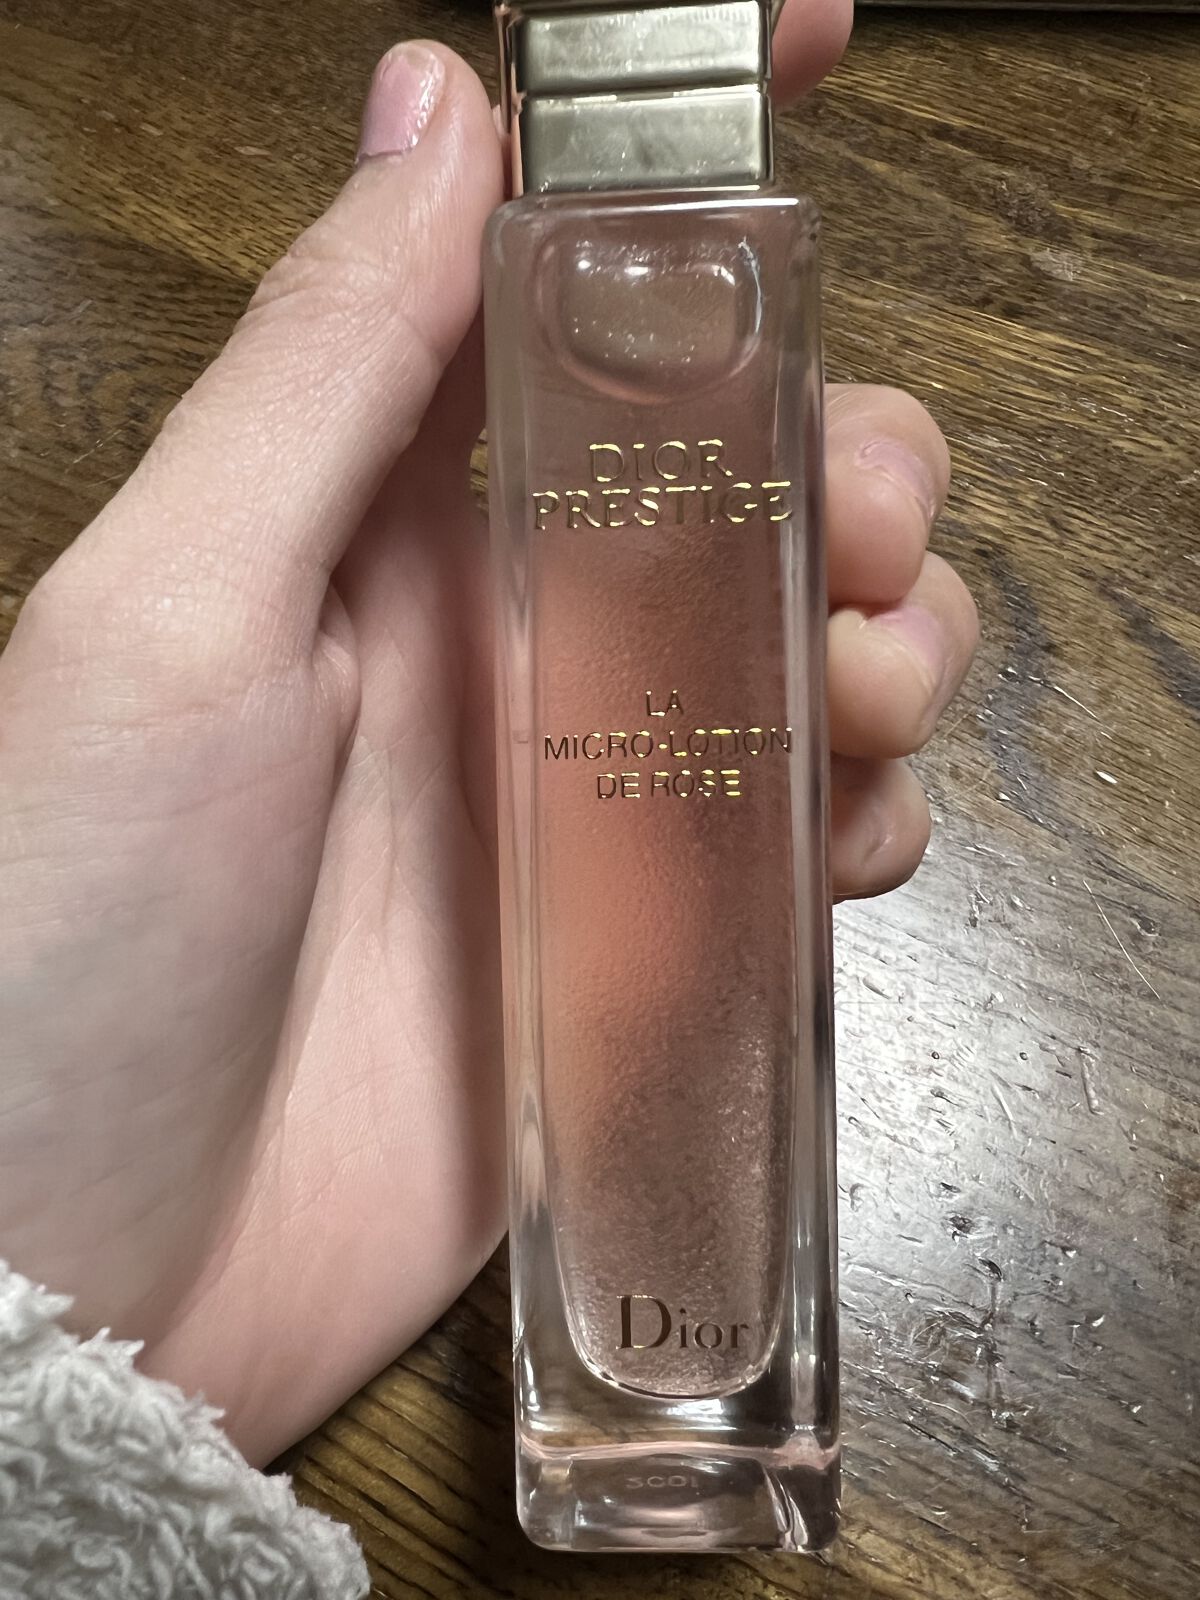 DIOR
PRESTIGE
LA
MICRO-LOTION
DE ROSE
Dior